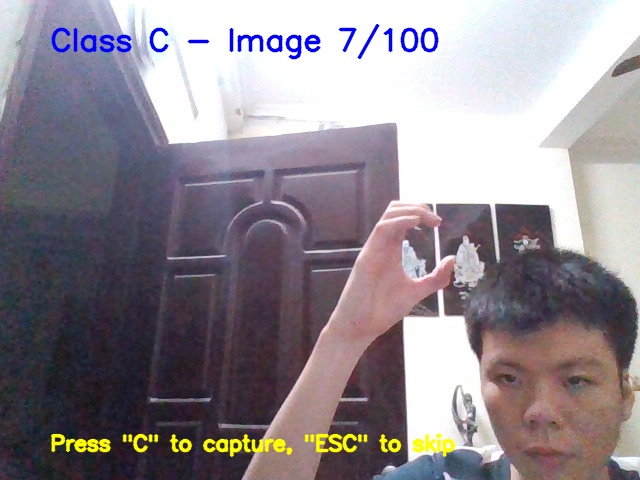 Class C - Image 7/100
Press "C" to capture, "ESC" to skip